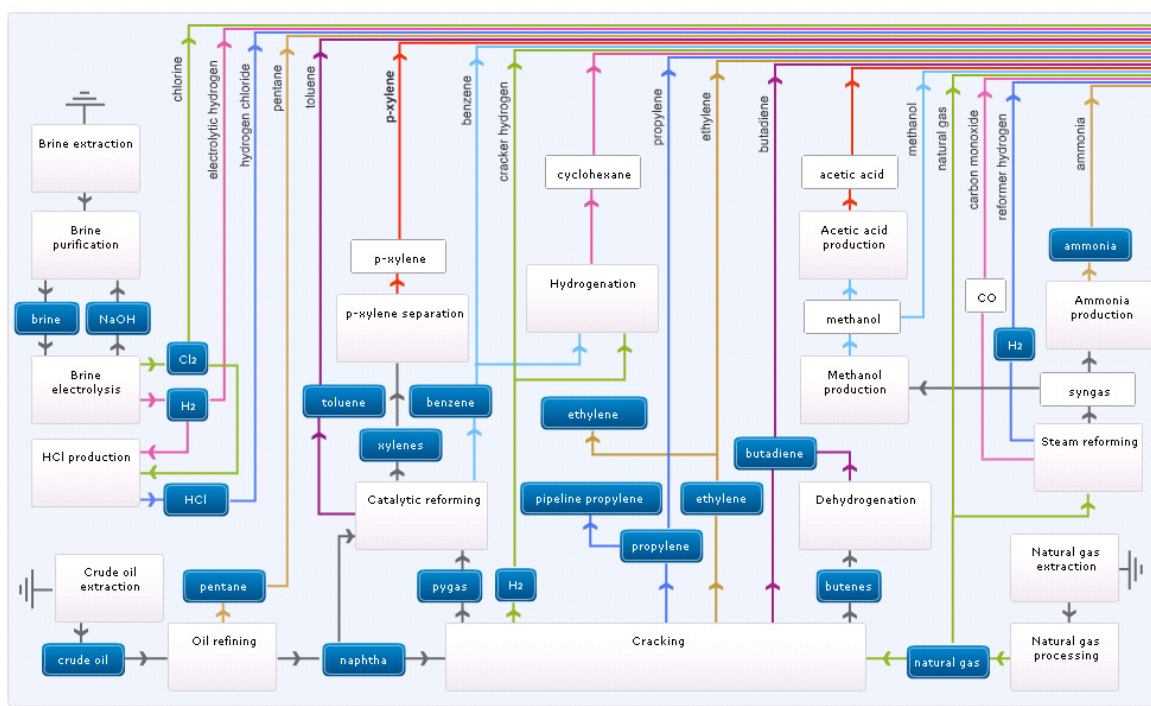 chlorine
electrolytic hydrogen
hydrogen chloride
pentane
toluene
p-xylene
benzene
cracker hydrogen
propylene
ethylene
butadiene
methanol
natural gas
carbon monoxide
reformer hydrogen
ammonia
Brine extraction
cyclohexane
acetic acid
Brine
purification
p-xylene
Acetic acid
production
ammonia
Hydrogenation
CO
p-xylene separation
Ammonia
production
brine
NaOH
methanol
H2
Cl2
Brine
electrolysis
Methanol
production
syngas
H2
toluene
benzene
ethylene
xylenes
butadiene
Steam reforming
HCl production
HCl
Catalytic reforming
pipeline propylene
ethylene
Dehydrogenation
propylene
Crude oil
extraction
Natural gas
extraction
pentane
pygas
H2
butenes
Oil refining
Cracking
Natural gas
processing
crude oil
naphtha
natural gas